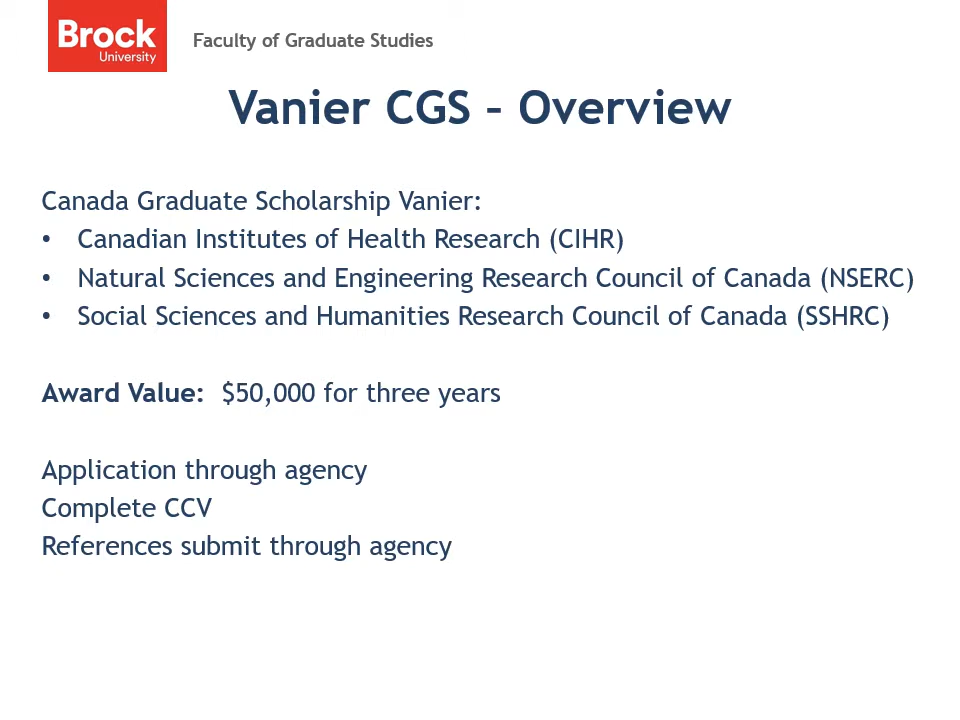 Brock
University
Faculty of Graduate Studies
Vanier CGS – Overview
Canada Graduate Scholarship Vanier:
• Canadian Institutes of Health Research (CIHR)
• Natural Sciences and Engineering Research Council of Canada (NSERC)
• Social Sciences and Humanities Research Council of Canada (SSHRC)
Award Value: $50,000 for three years
Application through agency
Complete CCV
References submit through agency